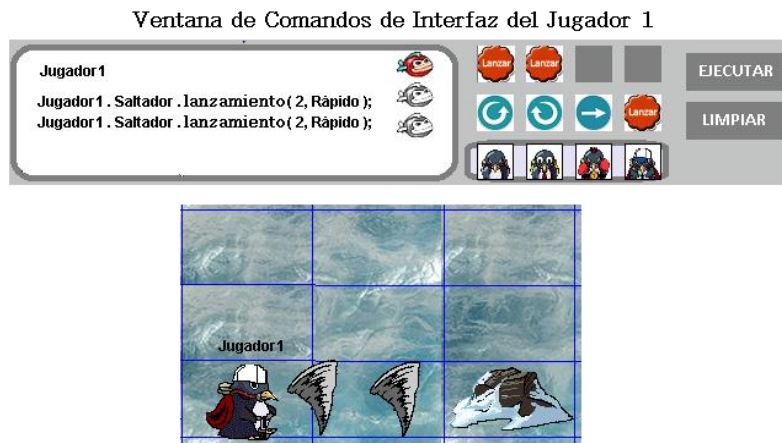 Ventana de Comandos de Interfaz del Jugador 1
Jugador1
Jugador1.Saltador.lanzamiento(2, Rápido);
Jugador1.Saltador.lanzamiento(2, Rápido);
Lanzar Lanzar
Lanzar
EJECUTAR
LIMPIAR
Jugador1